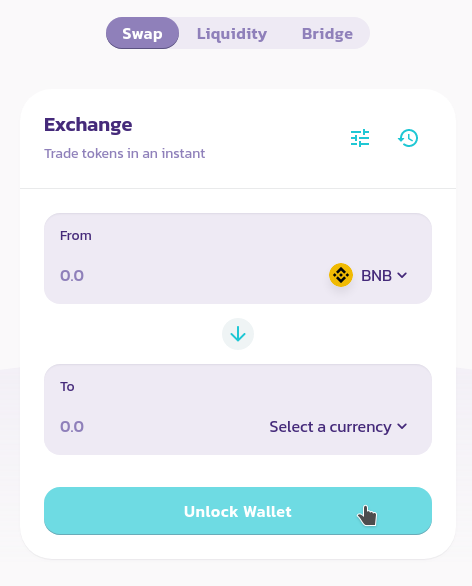 Swap Liquidity Bridge
Exchange
Trade tokens in an instant
From
0.0 BNB
To
0.0 Select a currency
Unlock Wallet